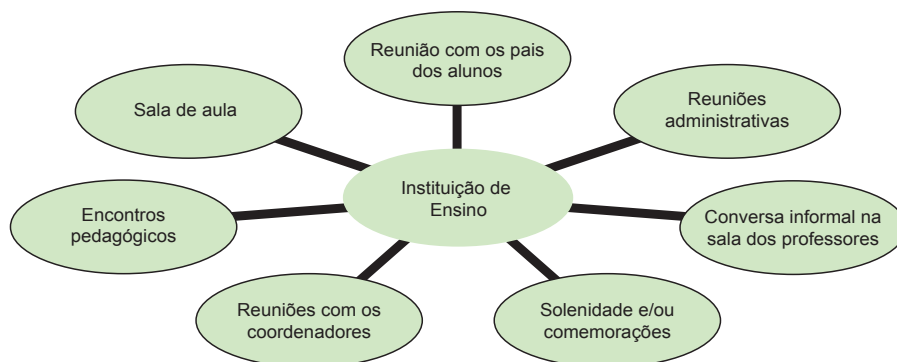 Reunião com os pais
dos alunos
Sala de aula
Reuniões
administrativas
Instituição de
Ensino
Encontros
pedagógicos
Conversa informal na
sala dos professores
Reuniões com os
coordenadores
Solenidade e/ou
comemorações